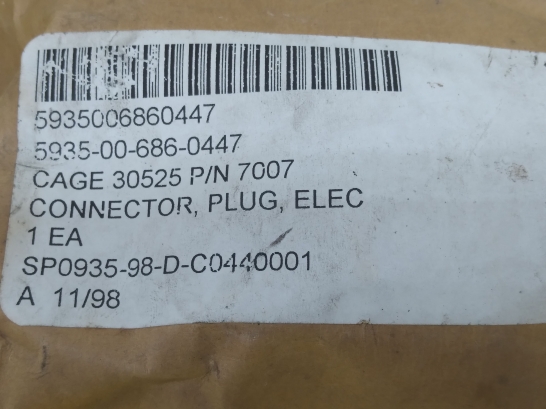 5935006860447
5935-00-686-0447
CAGE 30525 P/N 7007
CONNECTOR, PLUG, ELEC
1 EA
SP0935-98-D-C0440001
A 11/98